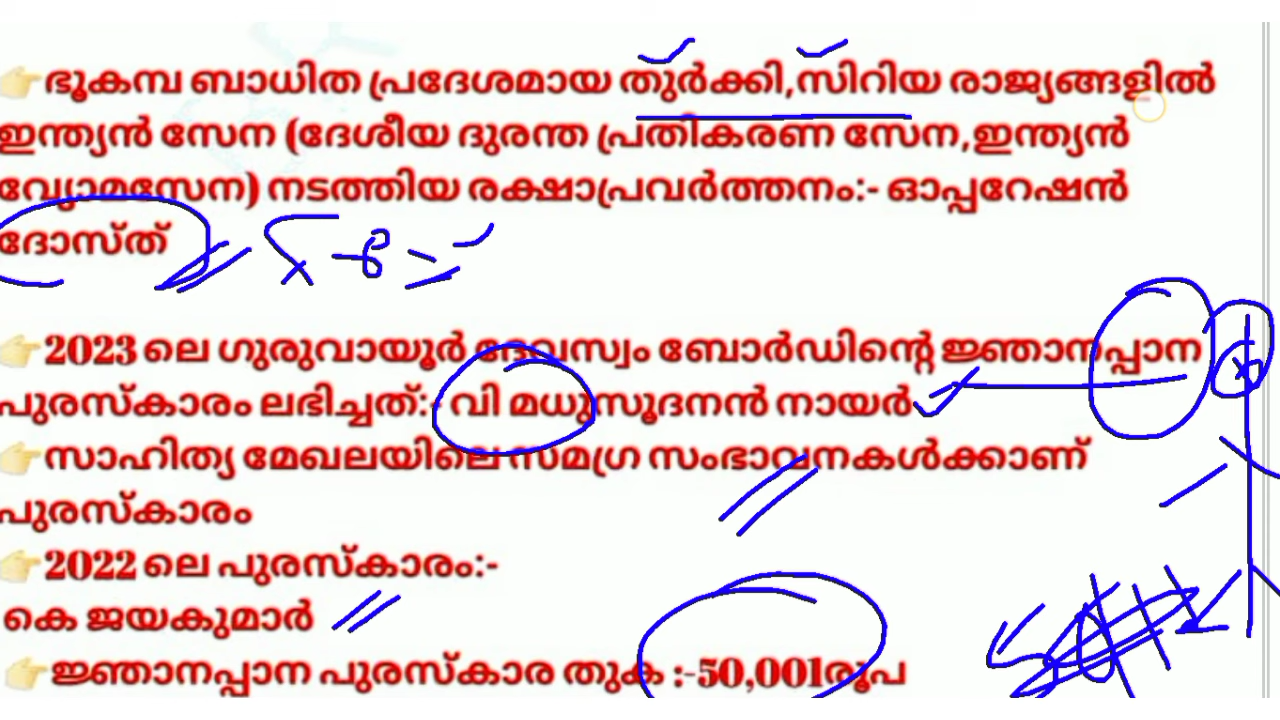 👉ഭൂകമ്പ ബാധിത പ്രദേശമായ തുർക്കി,സിറിയ രാജ്യങ്ങളിൽ
ഇന്ത്യൻ സേന (ദേശീയ ദുരന്ത പ്രതികരണ സേന,ഇന്ത്യൻ
വ്യോമസേന) നടത്തിയ രക്ഷാപ്രവർത്തനം:- ഓപ്പറേഷൻ
ദോസ്ത്
👉2023 ലെ ഗുരുവായൂർ ദേവസ്വം ബോർഡിന്റെ ജ്ഞാനപ്പാന
പുരസ്കാരം ലഭിച്ചത്:- വി മധുസൂദനൻ നായർ
👉സാഹിത്യ മേഖലയിലെ സമഗ്ര സംഭാവനകൾക്കാണ്
പുരസ്കാരം
👉2022 ലെ പുരസ്കാരം:-
കെ ജയകുമാർ
👉ജ്ഞാനപ്പാന പുരസ്കാര തുക :-50,001രൂപ